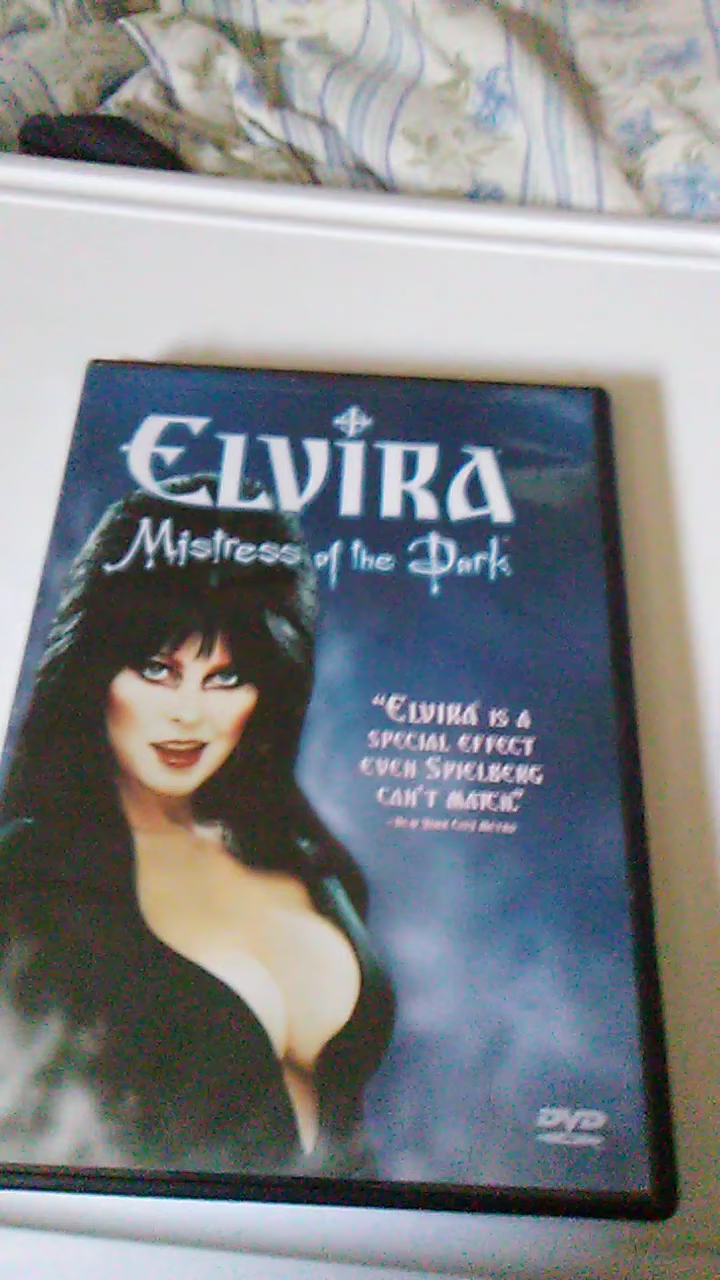 ELVIRA
Mistress of the Dark
"ELVIRA IS A
SPECIAL EFFECT
EVEN SPIELBERG
CAN'T MATCH."
DVD